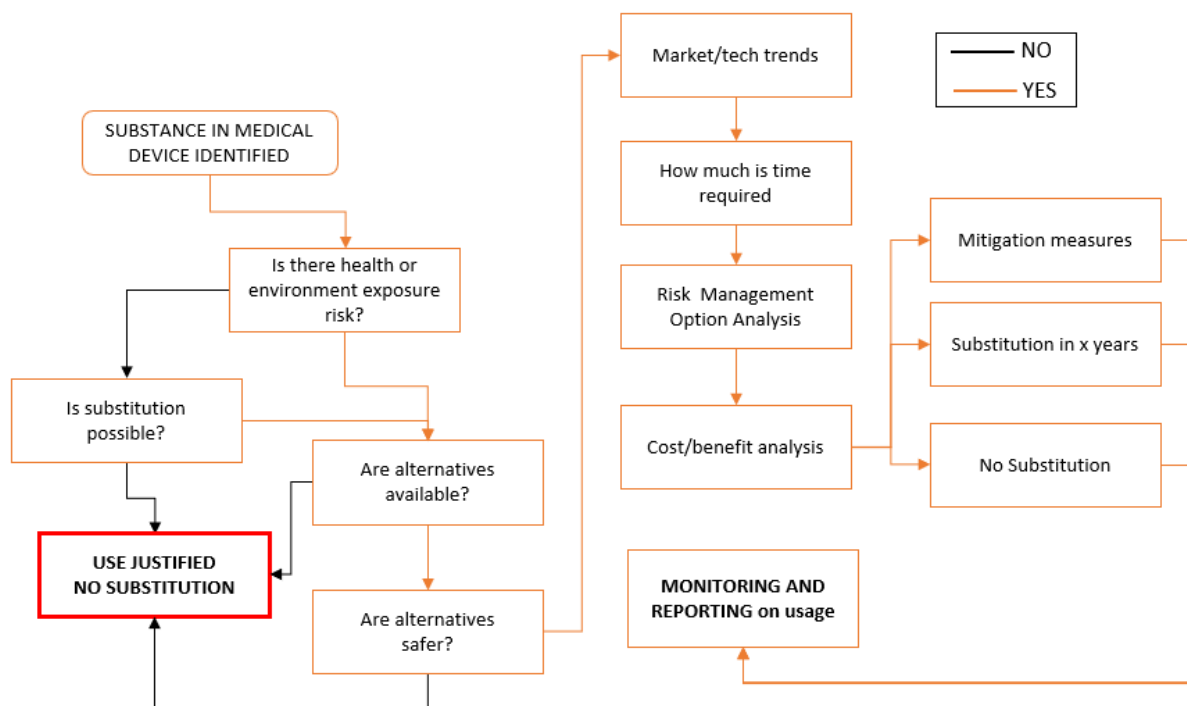 SUBSTANCE IN MEDICAL
DEVICE IDENTIFIED
Is there health or
environment exposure
risk?
Is substitution
possible?
Are alternatives
available?
USE JUSTIFIED
NO SUBSTITUTION
Are alternatives
safer?
Market/tech trends
How much is time
required
Risk Management
Option Analysis
Cost/benefit analysis
MONITORING AND
REPORTING on usage
NO
YES
Mitigation measures
Substitution in x years
No Substitution